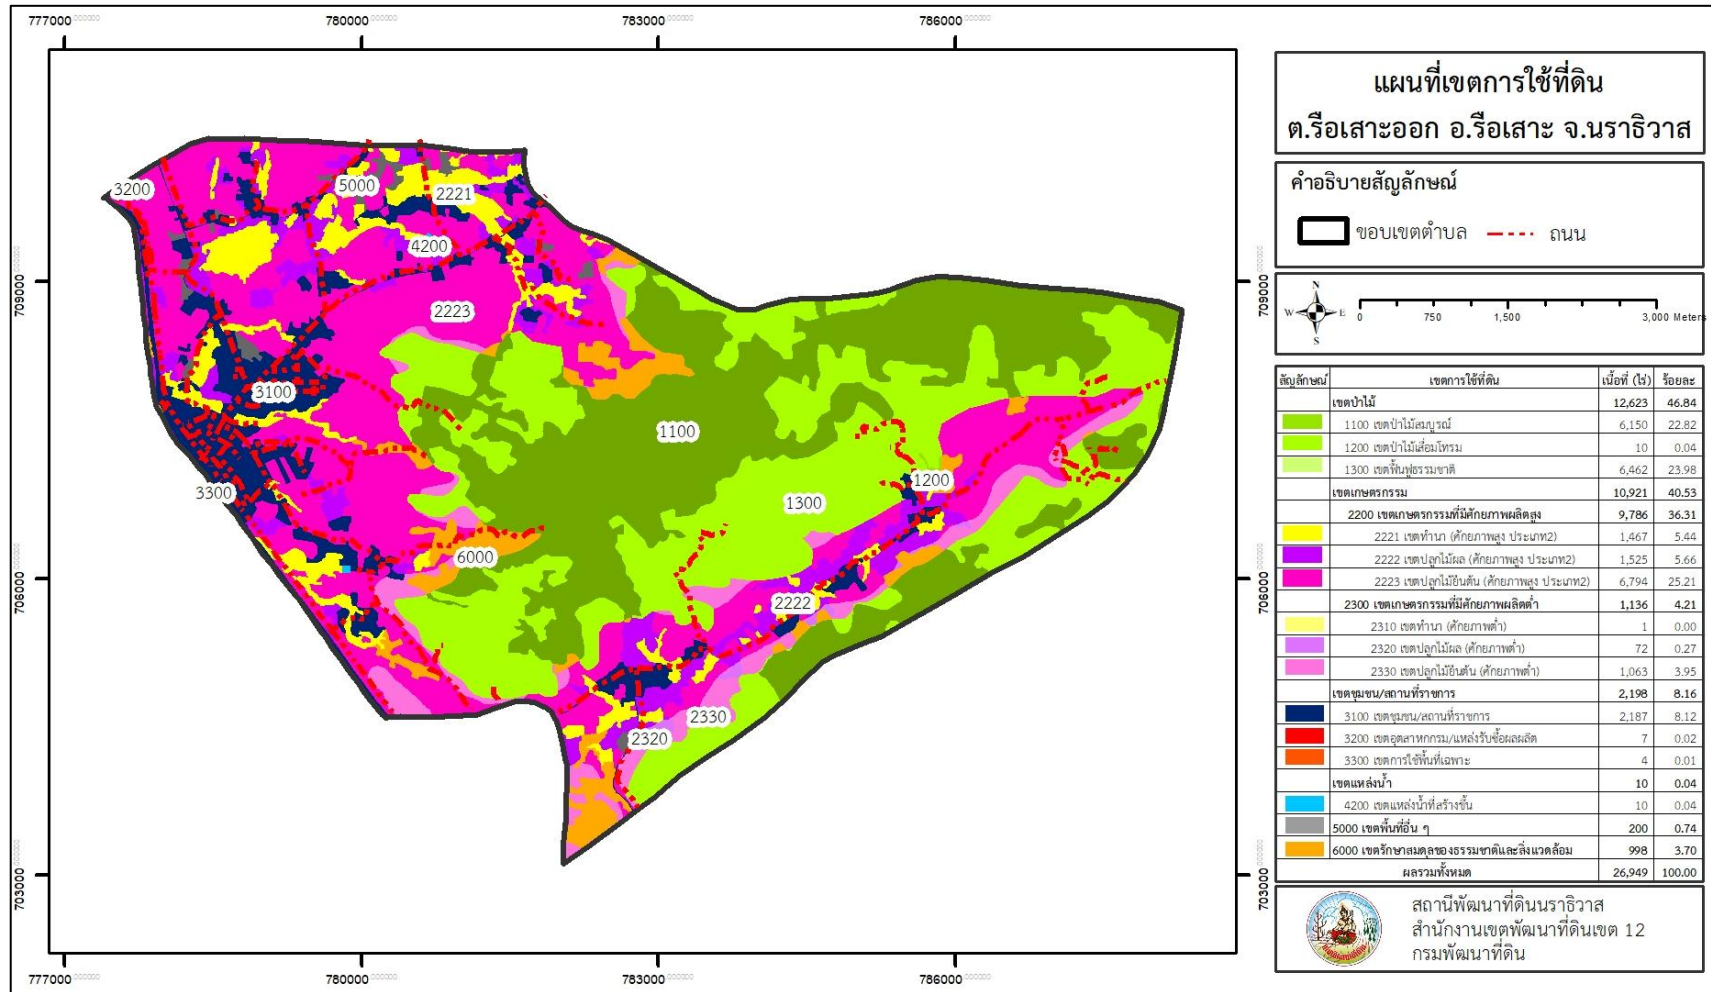 777000.000000 780000.000000 783000.000000 786000.000000
709000.000000 709000.000000
706000.000000 706000.000000
703000.000000 703000.000000
777000.000000 780000.000000 783000.000000 786000.000000
3200
5000
2221
4200
2223
3100
1100
3300
1200
1300
6000
2222
2330
2320
แผนที่เขตการใช้ที่ดิน
ต.รือเสาะออก อ.รือเสาะ จ.นราธิวาส
คำอธิบายสัญลักษณ์
ขอบเขตตำบล ถนน
N
W E
S
0 750 1,500 3,000 Meters
สัญลักษณ์ เขตการใช้ที่ดิน เนื้อที่ (ไร่) ร้อยละ
เขตป่าไม้ 12,623 46.84
1100 เขตป่าไม้สมบูรณ์ 6,150 22.82
1200 เขตป่าไม้เสื่อมโทรม 10 0.04
1300 เขตฟื้นฟูธรรมชาติ 6,462 23.98
เขตเกษตรกรรม 10,921 40.53
2200 เขตเกษตรกรรมที่มีศักยภาพผลิตสูง 9,786 36.31
2221 เขตทำนา (ศักยภาพสูง ประเภท2) 1,467 5.44
2222 เขตปลูกไม้ผล (ศักยภาพสูง ประเภท2) 1,525 5.66
2223 เขตปลูกไม้ยืนต้น (ศักยภาพสูง ประเภท2) 6,794 25.21
2300 เขตเกษตรกรรมที่มีศักยภาพผลิตต่ำ 1,136 4.21
2310 เขตทำนา (ศักยภาพต่ำ) 1 0.00
2320 เขตปลูกไม้ผล (ศักยภาพต่ำ) 72 0.27
2330 เขตปลูกไม้ยืนต้น (ศักยภาพต่ำ) 1,063 3.95
เขตชุมชน/สถานที่ราชการ 2,198 8.16
3100 เขตชุมชน/สถานที่ราชการ 2,187 8.12
3200 เขตอุตสาหกรรม/แหล่งรับซื้อผลผลิต 7 0.02
3300 เขตการใช้พื้นที่เฉพาะ 4 0.01
เขตแหล่งน้ำ 10 0.04
4200 เขตแหล่งน้ำที่สร้างขึ้น 10 0.04
5000 เขตพื้นที่อื่น ๆ 200 0.74
6000 เขตรักษาสมดุลของธรรมชาติและสิ่งแวดล้อม 998 3.70
ผลรวมทั้งหมด 26,949 100.00
สถานีพัฒนาที่ดินนราธิวาส
สำนักงานเขตพัฒนาที่ดินเขต 12
กรมพัฒนาที่ดิน